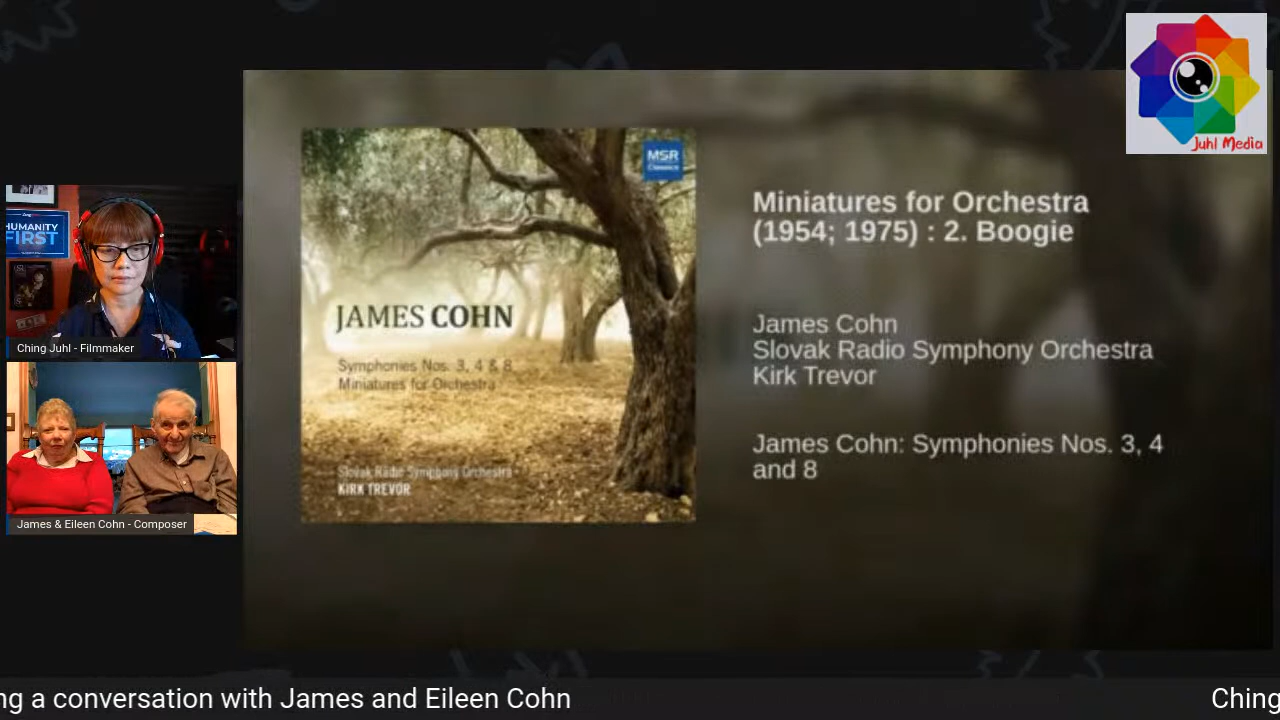 Juhl Media
MSR
Classics
JAMES COHN
Symphonies Nos. 3, 4 & 8
Miniatures for Orchestra
Slovak Radio Symphony Orchestra
KIRK TREVOR
Miniatures for Orchestra
(1954; 1975) : 2. Boogie
James Cohn
Slovak Radio Symphony Orchestra
Kirk Trevor
James Cohn: Symphonies Nos. 3, 4
and 8
HUMANITY
FIRST
Ching Juhl - Filmmaker
James & Eileen Cohn - Composer
ng a conversation with James and Eileen Cohn
Ching